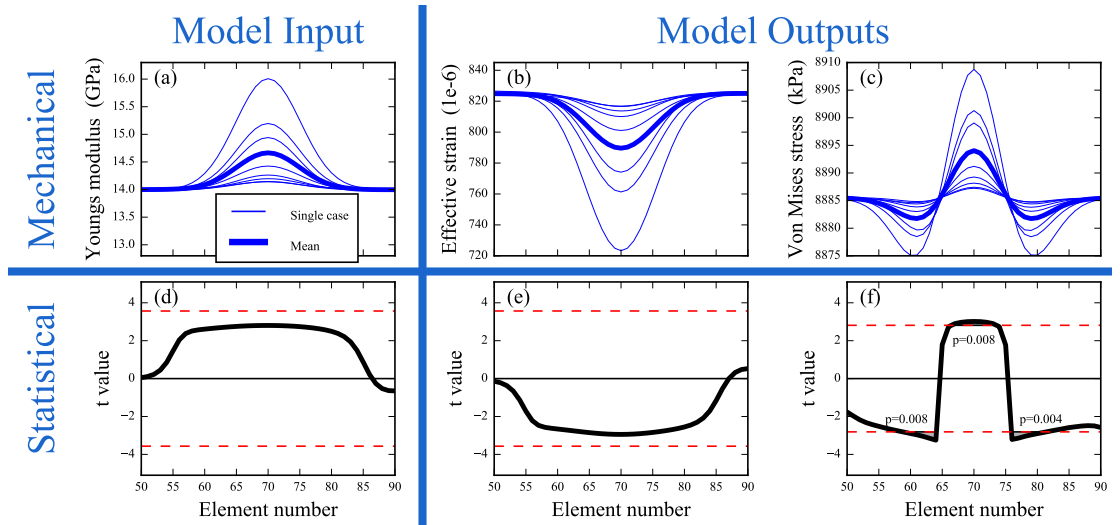 Model Input
Model Outputs
Mechanical
Statistical
(a)
Youngs modulus (GPa)
16.0
15.5
15.0
14.5
14.0
13.5
13.0
Single case
Mean
(b)
Effective strain (1e-6)
840
820
800
780
760
740
720
(c)
Von Mises stress (kPa)
8910
8905
8900
8895
8890
8885
8880
8875
(d)
t value
4
2
0
−2
−4
50 55 60 65 70 75 80 85 90
Element number
(e)
t value
4
2
0
−2
−4
50 55 60 65 70 75 80 85 90
Element number
(f)
t value
4
2
0
−2
−4
p=0.008
p=0.008
p=0.004
50 55 60 65 70 75 80 85 90
Element number